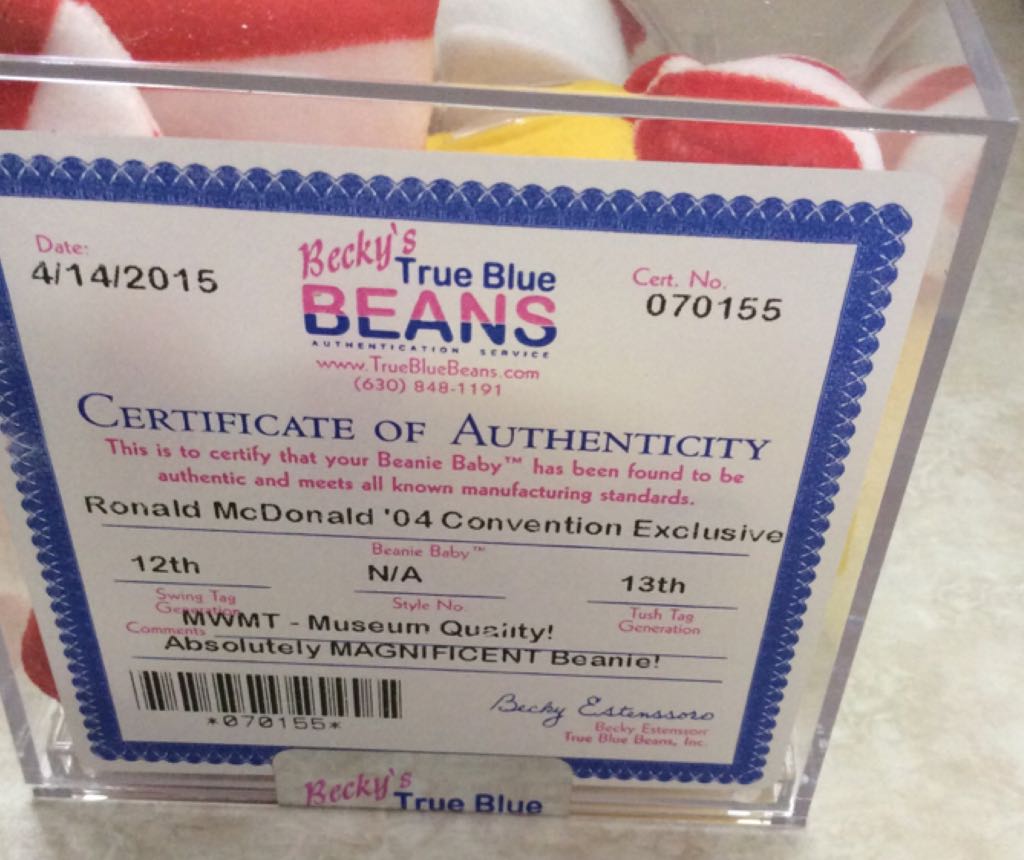 Date:
4/14/2015
Becky's
True Blue
BEANS
AUTHENTICATION SERVICE
www.TrueBlueBeans.com
(630) 848-1191
Cert. No.
070155
CERTIFICATE OF AUTHENTICITY
This is to certify that your Beanie Baby™ has been found to be
authentic and meets all known manufacturing standards.
Ronald McDonald '04 Convention Exclusive
Beanie Baby™
12th N/A 13th
Swing Tag
Generation
Style No.
Tush Tag
Generation
Comments MWMT - Museum Quality!
Absolutely MAGNIFICENT Beanie!
*070155*
Becky Estenssoro
Becky Estenssoro
True Blue Beans, Inc.
Becky's
True Blue